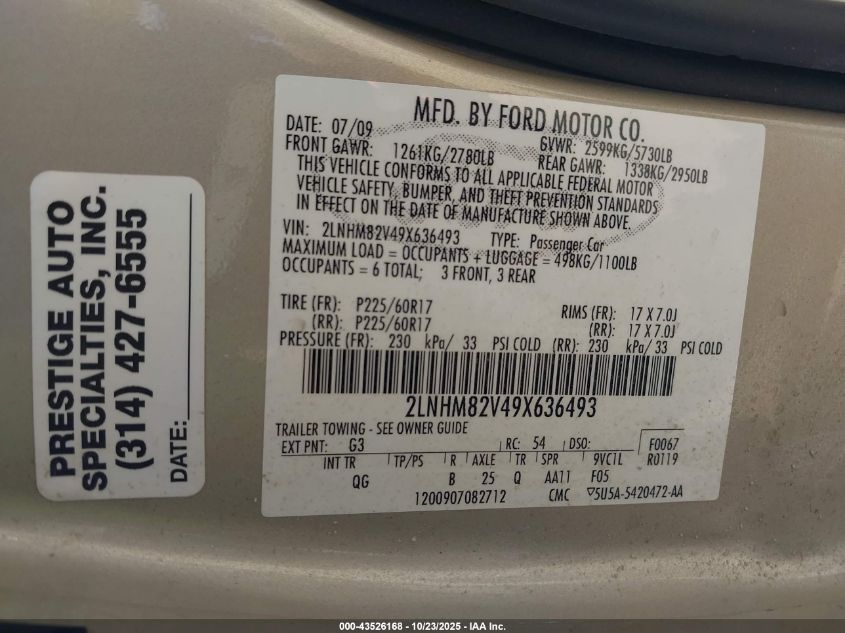 PRESTIGE AUTO
SPECIALTIES, INC.
(314) 427-6555
DATE:
MFD. BY FORD MOTOR CO.
DATE: 07/09 GVWR: 2599KG/5730LB
FRONT GAWR: 1261KG/2780LB REAR GAWR: 1338KG/2950LB
THIS VEHICLE CONFORMS TO ALL APPLICABLE FEDERAL MOTOR
VEHICLE SAFETY, BUMPER, AND THEFT PREVENTION STANDARDS
IN EFFECT ON THE DATE OF MANUFACTURE SHOWN ABOVE.
VIN: 2LNHM82V49X636493 TYPE: Passenger Car
MAXIMUM LOAD = OCCUPANTS + LUGGAGE = 498KG/1100LB
OCCUPANTS = 6 TOTAL; 3 FRONT, 3 REAR
TIRE (FR): P225/60R17 RIMS (FR): 17 X 7.0J
(RR): P225/60R17 (RR): 17 X 7.0J
PRESSURE (FR): 230 kPa/ 33 PSI COLD (RR): 230 kPa/ 33 PSI COLD
2LNHM82V49X636493
TRAILER TOWING - SEE OWNER GUIDE
EXT PNT: G3 RC: 54 DSO: F0067
INT TR TP/PS R AXLE TR SPR 9VC1L R0119
QG B 25 Q AA11 F05
1200907082712 CMC ▽5U5A-5420472-AA
000-43526168 - 10/23/2025 - IAA Inc.